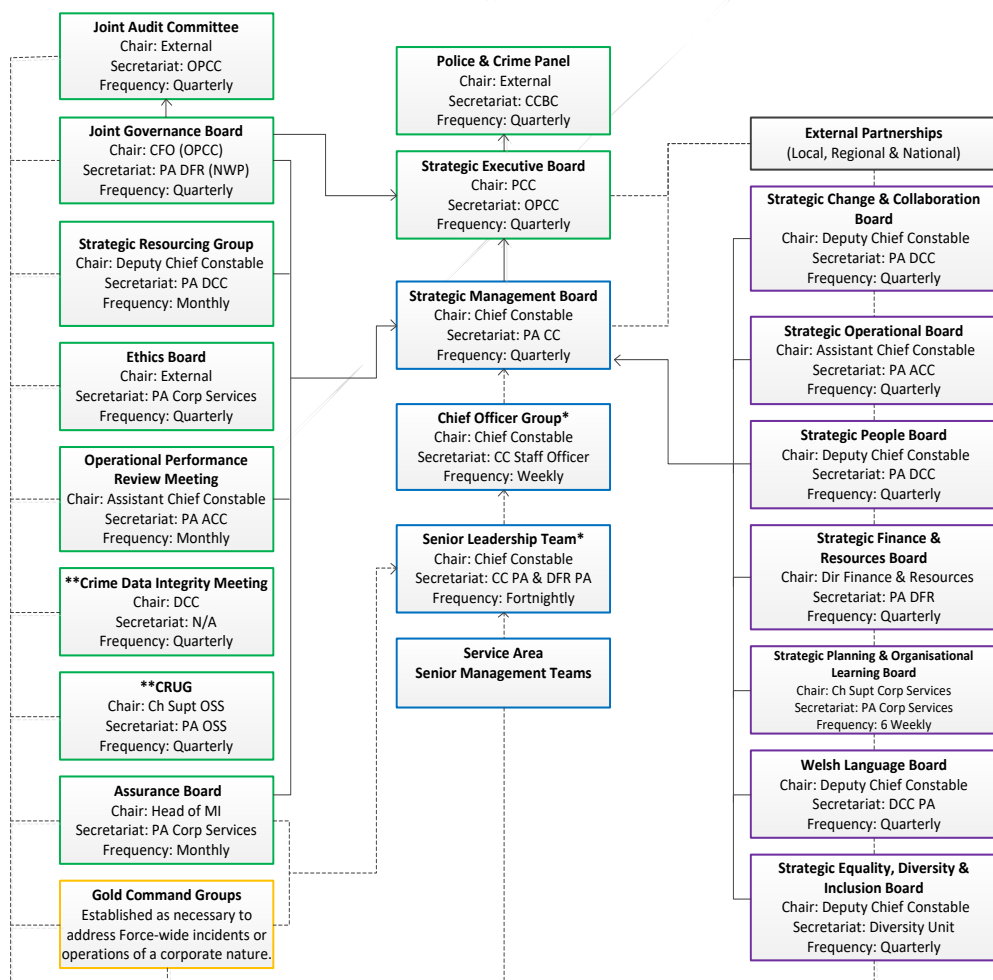 Joint Audit Committee
Chair: External
Secretariat: OPCC
Frequency: Quarterly
Joint Governance Board
Chair: CFO (OPCC)
Secretariat: PA DFR (NWP)
Frequency: Quarterly
Strategic Resourcing Group
Chair: Deputy Chief Constable
Secretariat: PA DCC
Frequency: Monthly
Ethics Board
Chair: External
Secretariat: PA Corp Services
Frequency: Quarterly
Operational Performance
Review Meeting
Chair: Assistant Chief Constable
Secretariat: PA ACC
Frequency: Monthly
**Crime Data Integrity Meeting
Chair: DCC
Secretariat: N/A
Frequency: Quarterly
**CRUG
Chair: Ch Supt OSS
Secretariat: PA OSS
Frequency: Quarterly
Assurance Board
Chair: Head of MI
Secretariat: PA Corp Services
Frequency: Monthly
Gold Command Groups
Established as necessary to
address Force-wide incidents or
operations of a corporate nature.
Police & Crime Panel
Chair: External
Secretariat: CCBC
Frequency: Quarterly
Strategic Executive Board
Chair: PCC
Secretariat: OPCC
Frequency: Quarterly
Strategic Management Board
Chair: Chief Constable
Secretariat: PA CC
Frequency: Quarterly
Chief Officer Group*
Chair: Chief Constable
Secretariat: CC Staff Officer
Frequency: Weekly
Senior Leadership Team*
Chair: Chief Constable
Secretariat: CC PA & DFR PA
Frequency: Fortnightly
Service Area
Senior Management Teams
External Partnerships
(Local, Regional & National)
Strategic Change & Collaboration
Board
Chair: Deputy Chief Constable
Secretariat: PA DCC
Frequency: Quarterly
Strategic Operational Board
Chair: Assistant Chief Constable
Secretariat: PA ACC
Frequency: Quarterly
Strategic People Board
Chair: Deputy Chief Constable
Secretariat: PA DCC
Frequency: Quarterly
Strategic Finance &
Resources Board
Chair: Dir Finance & Resources
Secretariat: PA DFR
Frequency: Quarterly
Strategic Planning & Organisational
Learning Board
Chair: Ch Supt Corp Services
Secretariat: PA Corp Services
Frequency: 6 Weekly
Welsh Language Board
Chair: Deputy Chief Constable
Secretariat: DCC PA
Frequency: Quarterly
Strategic Equality, Diversity &
Inclusion Board
Chair: Deputy Chief Constable
Secretariat: Diversity Unit
Frequency: Quarterly